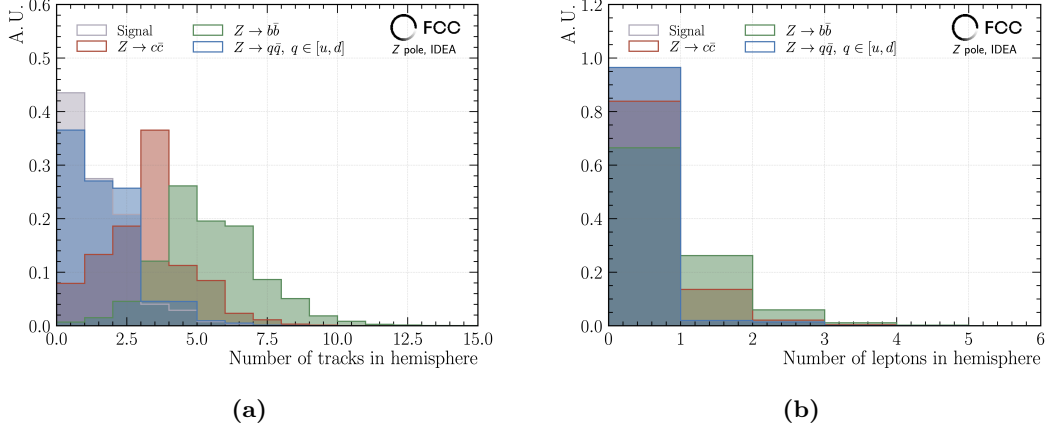 A. U.
0.6
0.5
0.4
0.3
0.2
0.1
0.0
Signal
Z → cc̄
Z → bb̄
Z → qq̄, q ∈ [u, d]
FCC
Z pole, IDEA
2.5 5.0 7.5 10.0 12.5 15.0
Number of tracks in hemisphere
(a)
A. U.
1.2
1.0
0.8
0.6
0.4
0.2
0.0
Signal
Z → cc̄
Z → bb̄
Z → qq̄, q ∈ [u, d]
FCC
Z pole, IDEA
0 1 2 3 4 5 6
Number of leptons in hemisphere
(b)